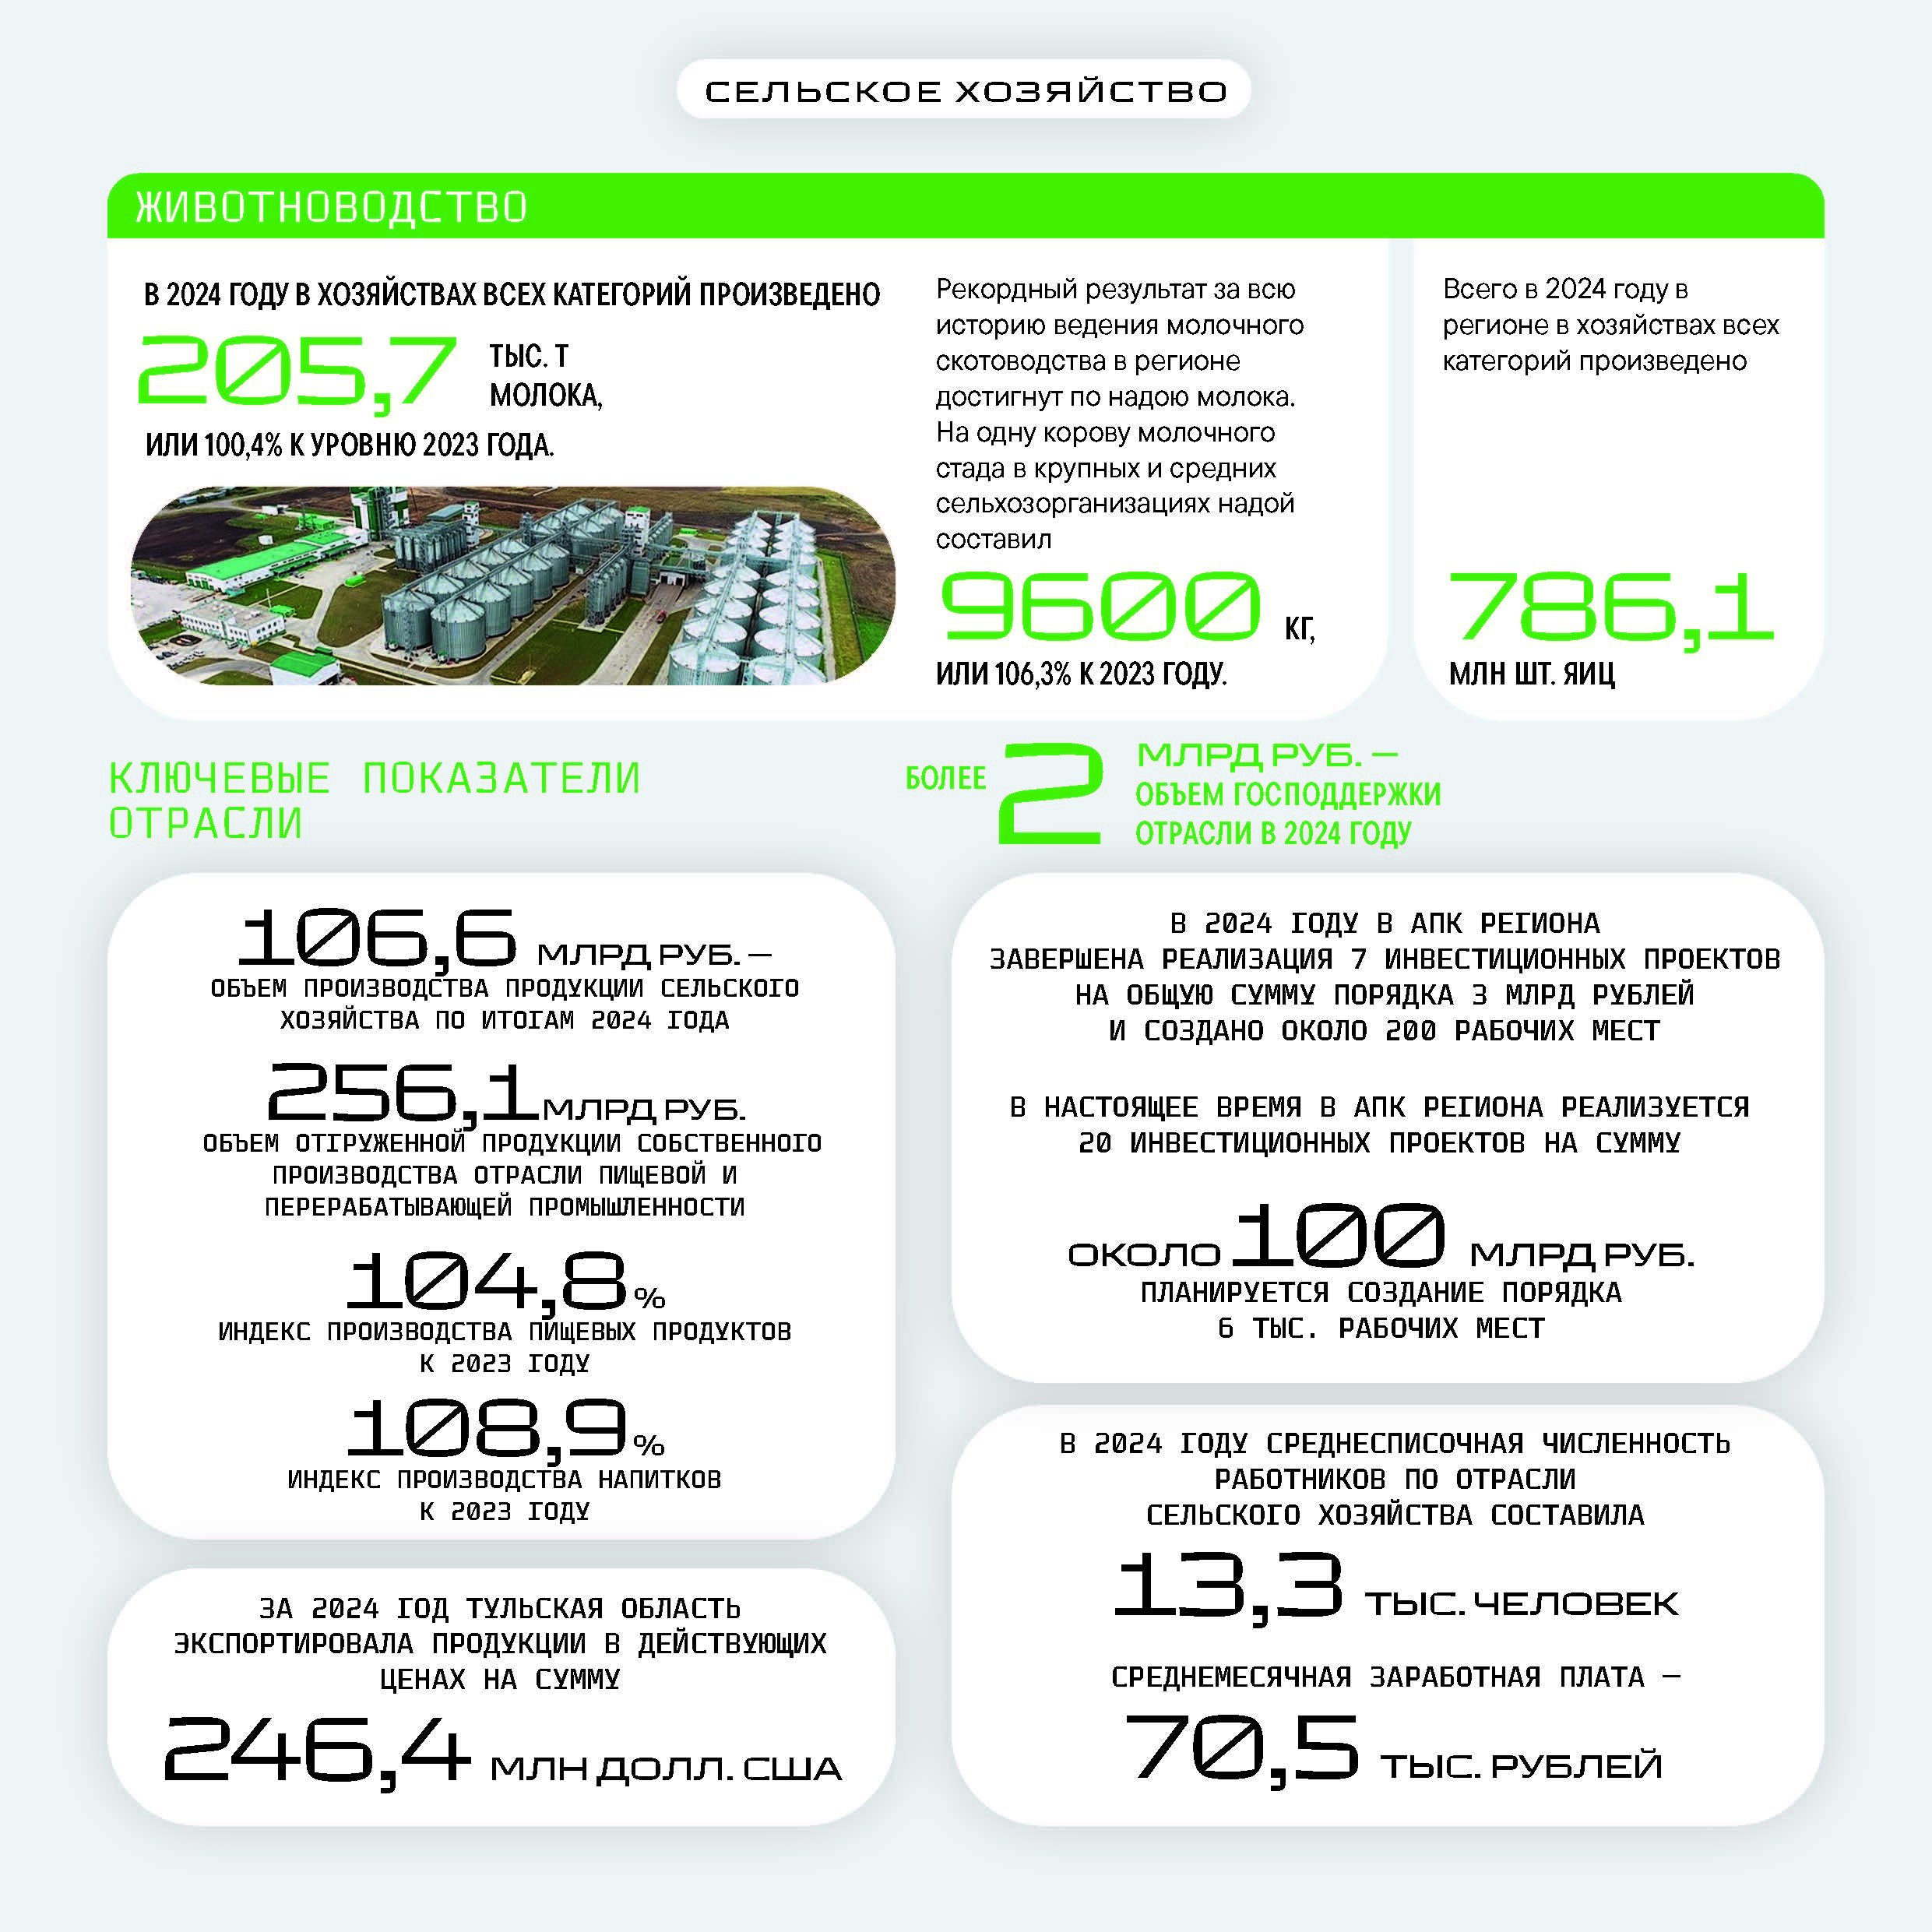 СЕЛЬСКОЕ ХОЗЯЙСТВО
ЖИВОТНОВОДСТВО
В 2024 ГОДУ В ХОЗЯЙСТВАХ ВСЕХ КАТЕГОРИЙ ПРОИЗВЕДЕНО
205,7 ТЫС. Т
МОЛОКА,
ИЛИ 100,4% К УРОВНЮ 2023 ГОДА.
Рекордный результат за всю
историю ведения молочного
скотоводства в регионе
достигнут по надою молока.
На одну корову молочного
стада в крупных и средних
сельхозорганизациях надой
составил
9600 КГ,
ИЛИ 106,3% К 2023 ГОДУ.
Всего в 2024 году в
регионе в хозяйствах всех
категорий произведено
786,1
МЛН ШТ. ЯИЦ
КЛЮЧЕВЫЕ ПОКАЗАТЕЛИ
ОТРАСЛИ
БОЛЕЕ 2 МЛРД РУБ. —
ОБЪЕМ ГОСПОДДЕРЖКИ
ОТРАСЛИ В 2024 ГОДУ
106,6 МЛРД РУБ. —
ОБЪЕМ ПРОИЗВОДСТВА ПРОДУКЦИИ СЕЛЬСКОГО
ХОЗЯЙСТВА ПО ИТОГАМ 2024 ГОДА
256,1 МЛРД РУБ.
ОБЪЕМ ОТГРУЖЕННОЙ ПРОДУКЦИИ СОБСТВЕННОГО
ПРОИЗВОДСТВА ОТРАСЛИ ПИЩЕВОЙ И
ПЕРЕРАБАТЫВАЮЩЕЙ ПРОМЫШЛЕННОСТИ
104,8 %
ИНДЕКС ПРОИЗВОДСТВА ПИЩЕВЫХ ПРОДУКТОВ
К 2023 ГОДУ
108,9 %
ИНДЕКС ПРОИЗВОДСТВА НАПИТКОВ
К 2023 ГОДУ
ЗА 2024 ГОД ТУЛЬСКАЯ ОБЛАСТЬ
ЭКСПОРТИРОВАЛА ПРОДУКЦИИ В ДЕЙСТВУЮЩИХ
ЦЕНАХ НА СУММУ
246,4 МЛН ДОЛЛ. США
В 2024 ГОДУ В АПК РЕГИОНА
ЗАВЕРШЕНА РЕАЛИЗАЦИЯ 7 ИНВЕСТИЦИОННЫХ ПРОЕКТОВ
НА ОБЩУЮ СУММУ ПОРЯДКА 3 МЛРД РУБЛЕЙ
И СОЗДАНО ОКОЛО 200 РАБОЧИХ МЕСТ
В НАСТОЯЩЕЕ ВРЕМЯ В АПК РЕГИОНА РЕАЛИЗУЕТСЯ
20 ИНВЕСТИЦИОННЫХ ПРОЕКТОВ НА СУММУ
ОКОЛО 100 МЛРД РУБ.
ПЛАНИРУЕТСЯ СОЗДАНИЕ ПОРЯДКА
6 ТЫС. РАБОЧИХ МЕСТ
В 2024 ГОДУ СРЕДНЕСПИСОЧНАЯ ЧИСЛЕННОСТЬ
РАБОТНИКОВ ПО ОТРАСЛИ
СЕЛЬСКОГО ХОЗЯЙСТВА СОСТАВИЛА
13,3 ТЫС. ЧЕЛОВЕК
СРЕДНЕМЕСЯЧНАЯ ЗАРАБОТНАЯ ПЛАТА —
70,5 ТЫС. РУБЛЕЙ